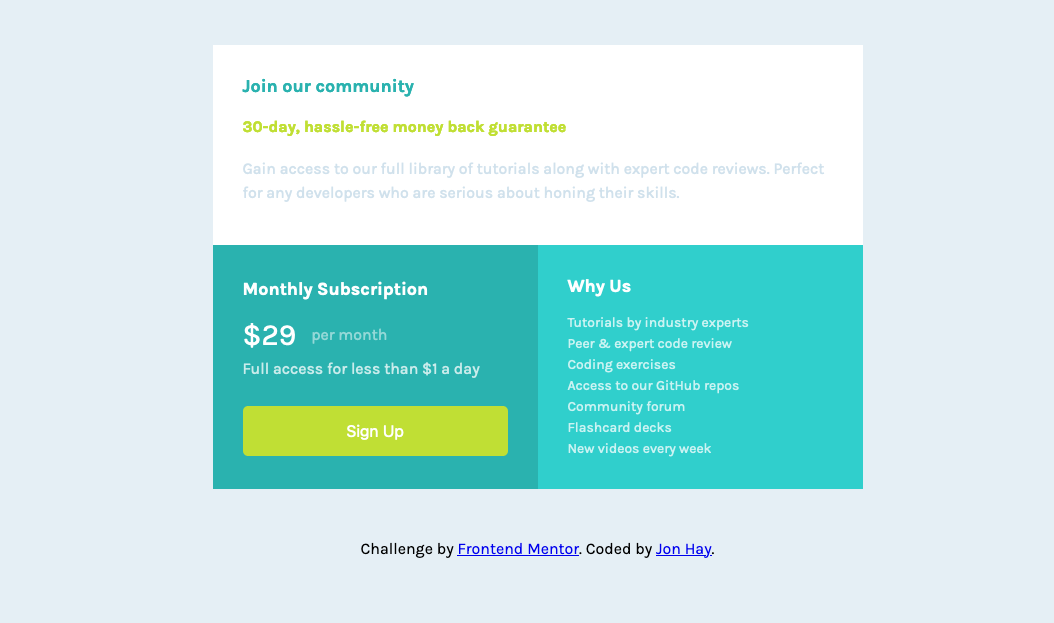 Join our community
30-day, hassle-free money back guarantee
Gain access to our full library of tutorials along with expert code reviews. Perfect
for any developers who are serious about honing their skills.
Monthly Subscription
$29 per month
Full access for less than $1 a day
Sign Up
Why Us
Tutorials by industry experts
Peer & expert code review
Coding exercises
Access to our GitHub repos
Community forum
Flashcard decks
New videos every week
Challenge by Frontend Mentor. Coded by Jon Hay.